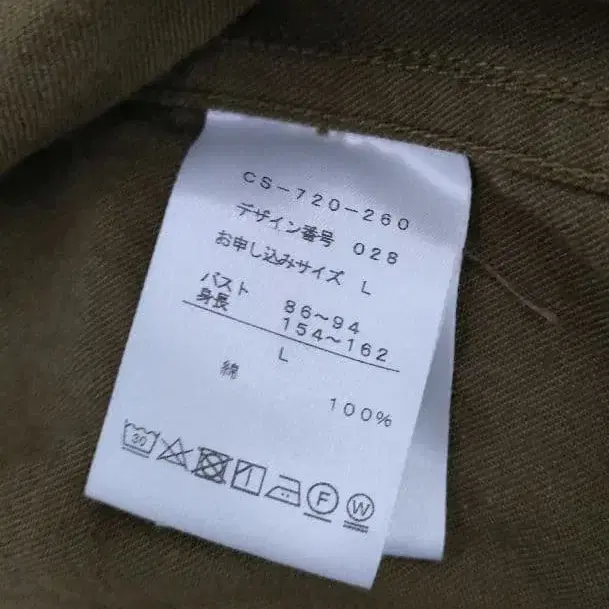 CS-720-260
デザイン番号 028
お申し込みサイズ L
バスト 86~94
身長 154~162
L
綿 100%
30 F W